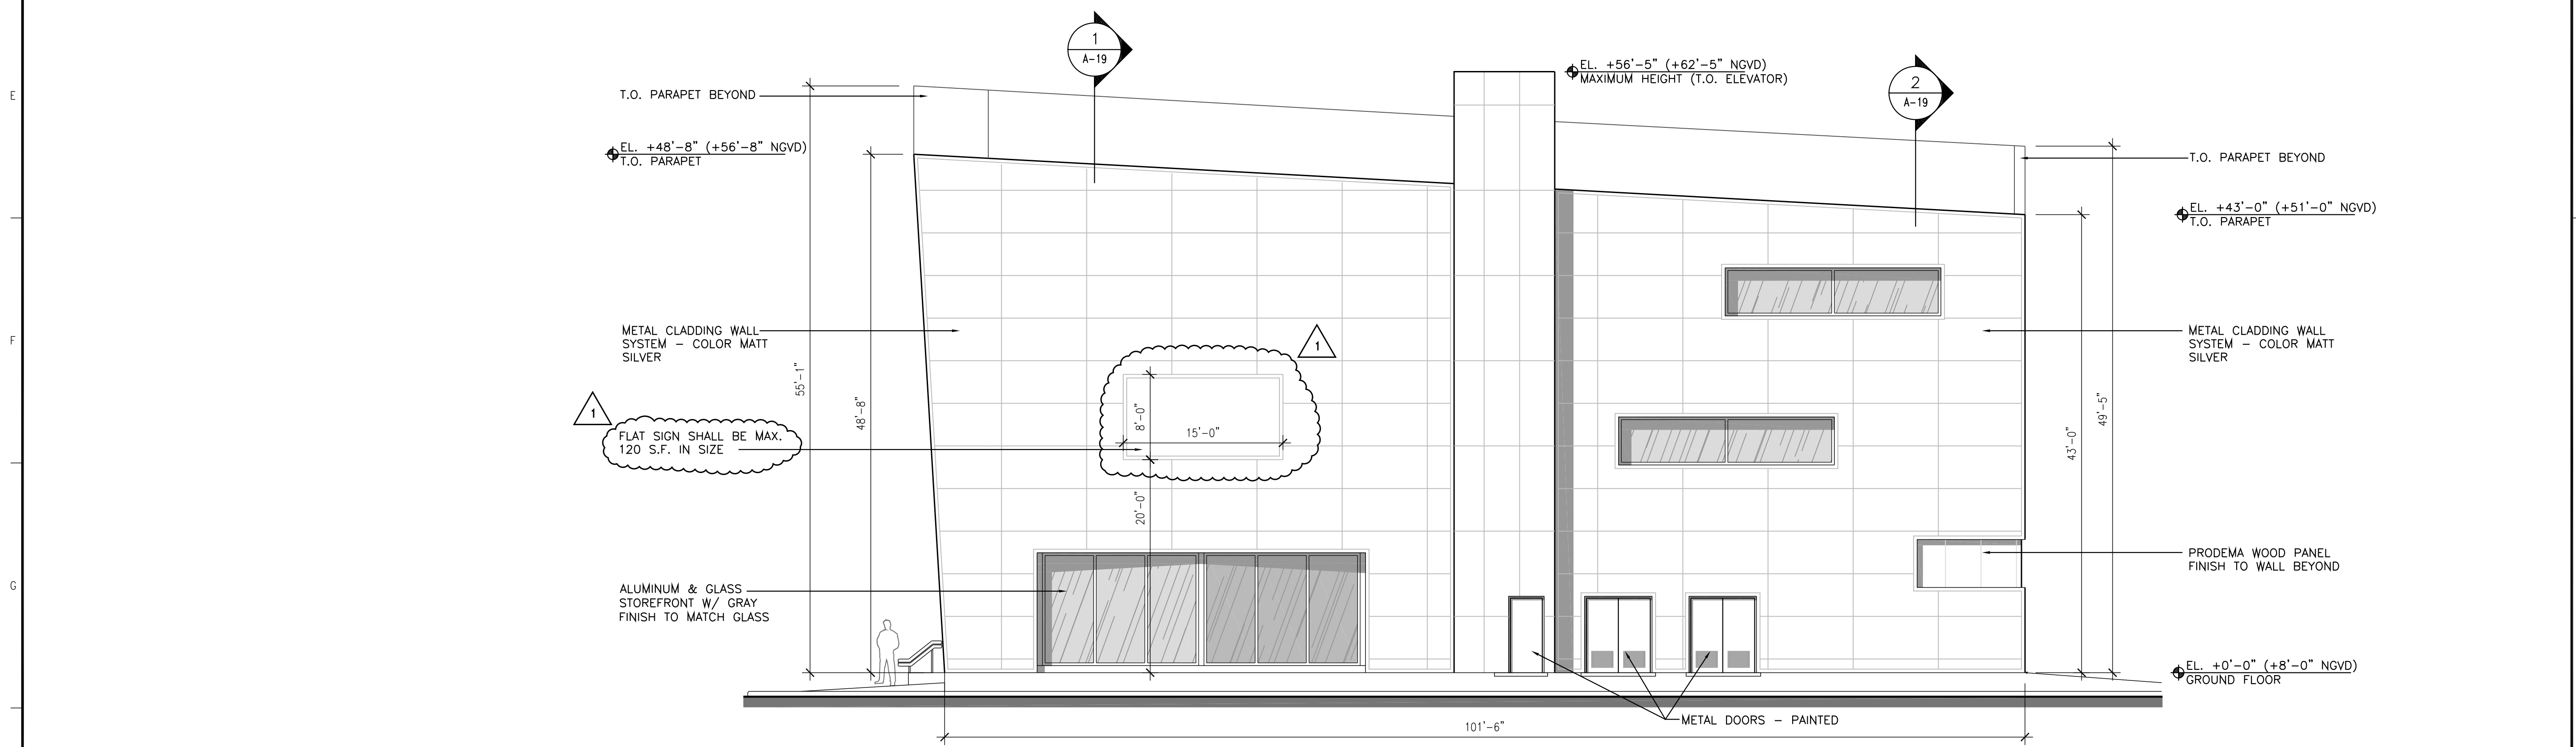 E
F
G
1
A-19
EL. +56'-5" (+62'-5" NGVD)
MAXIMUM HEIGHT (T.O. ELEVATOR)
2
A-19
T.O. PARAPET BEYOND
EL. +48'-8" (+56'-8" NGVD)
T.O. PARAPET
T.O. PARAPET BEYOND
EL. +43'-0" (+51'-0" NGVD)
T.O. PARAPET
METAL CLADDING WALL
SYSTEM – COLOR MATT
SILVER
METAL CLADDING WALL
SYSTEM – COLOR MATT
SILVER
1
55'-1"
48'-8"
1
FLAT SIGN SHALL BE MAX.
120 S.F. IN SIZE
8'-0"
15'-0"
20'-0"
43'-0"
49'-5"
ALUMINUM & GLASS
STOREFRONT W/ GRAY
FINISH TO MATCH GLASS
PRODEMA WOOD PANEL
FINISH TO WALL BEYOND
EL. +0'-0" (+8'-0" NGVD)
GROUND FLOOR
METAL DOORS – PAINTED
101'-6"